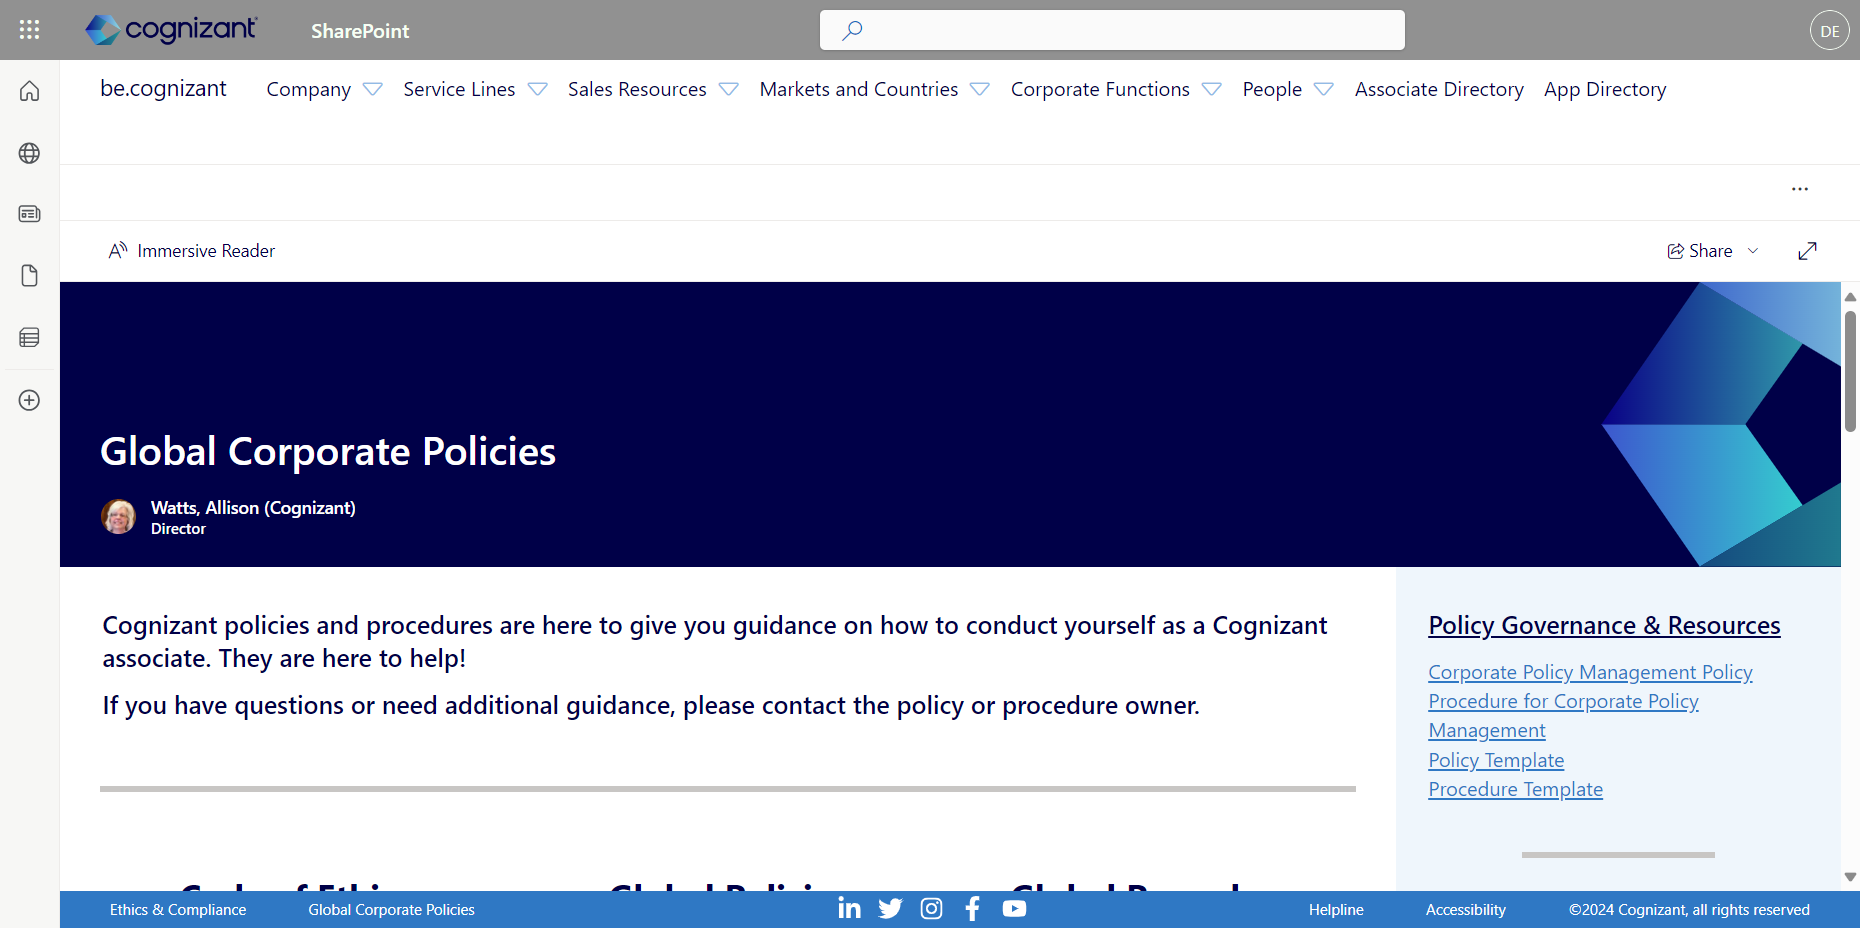 cognizant
SharePoint
DE
be.cognizant
Company
Service Lines
Sales Resources
Markets and Countries
Corporate Functions
People
Associate Directory
App Directory
Immersive Reader
Share
Global Corporate Policies
Watts, Allison (Cognizant)
Director
Cognizant policies and procedures are here to give you guidance on how to conduct yourself as a Cognizant
associate. They are here to help!
If you have questions or need additional guidance, please contact the policy or procedure owner.
Policy Governance & Resources
Corporate Policy Management Policy
Procedure for Corporate Policy
Management
Policy Template
Procedure Template
Ethics & Compliance
Global Corporate Policies
Helpline
Accessibility
©2024 Cognizant, all rights reserved